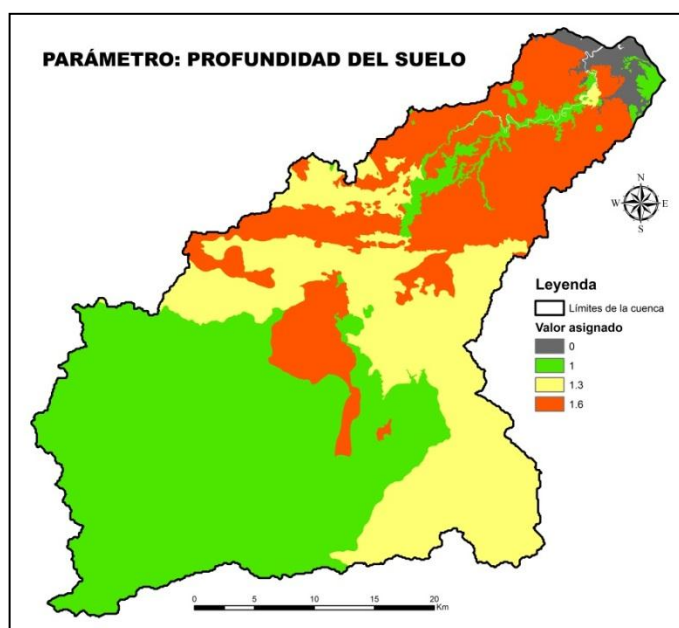 PARÁMETRO: PROFUNDIDAD DEL SUELO
N
W E
S
Leyenda
Límites de la cuenca
Valor asignado
0
1
1.3
1.6
0 5 10 15 20
Km